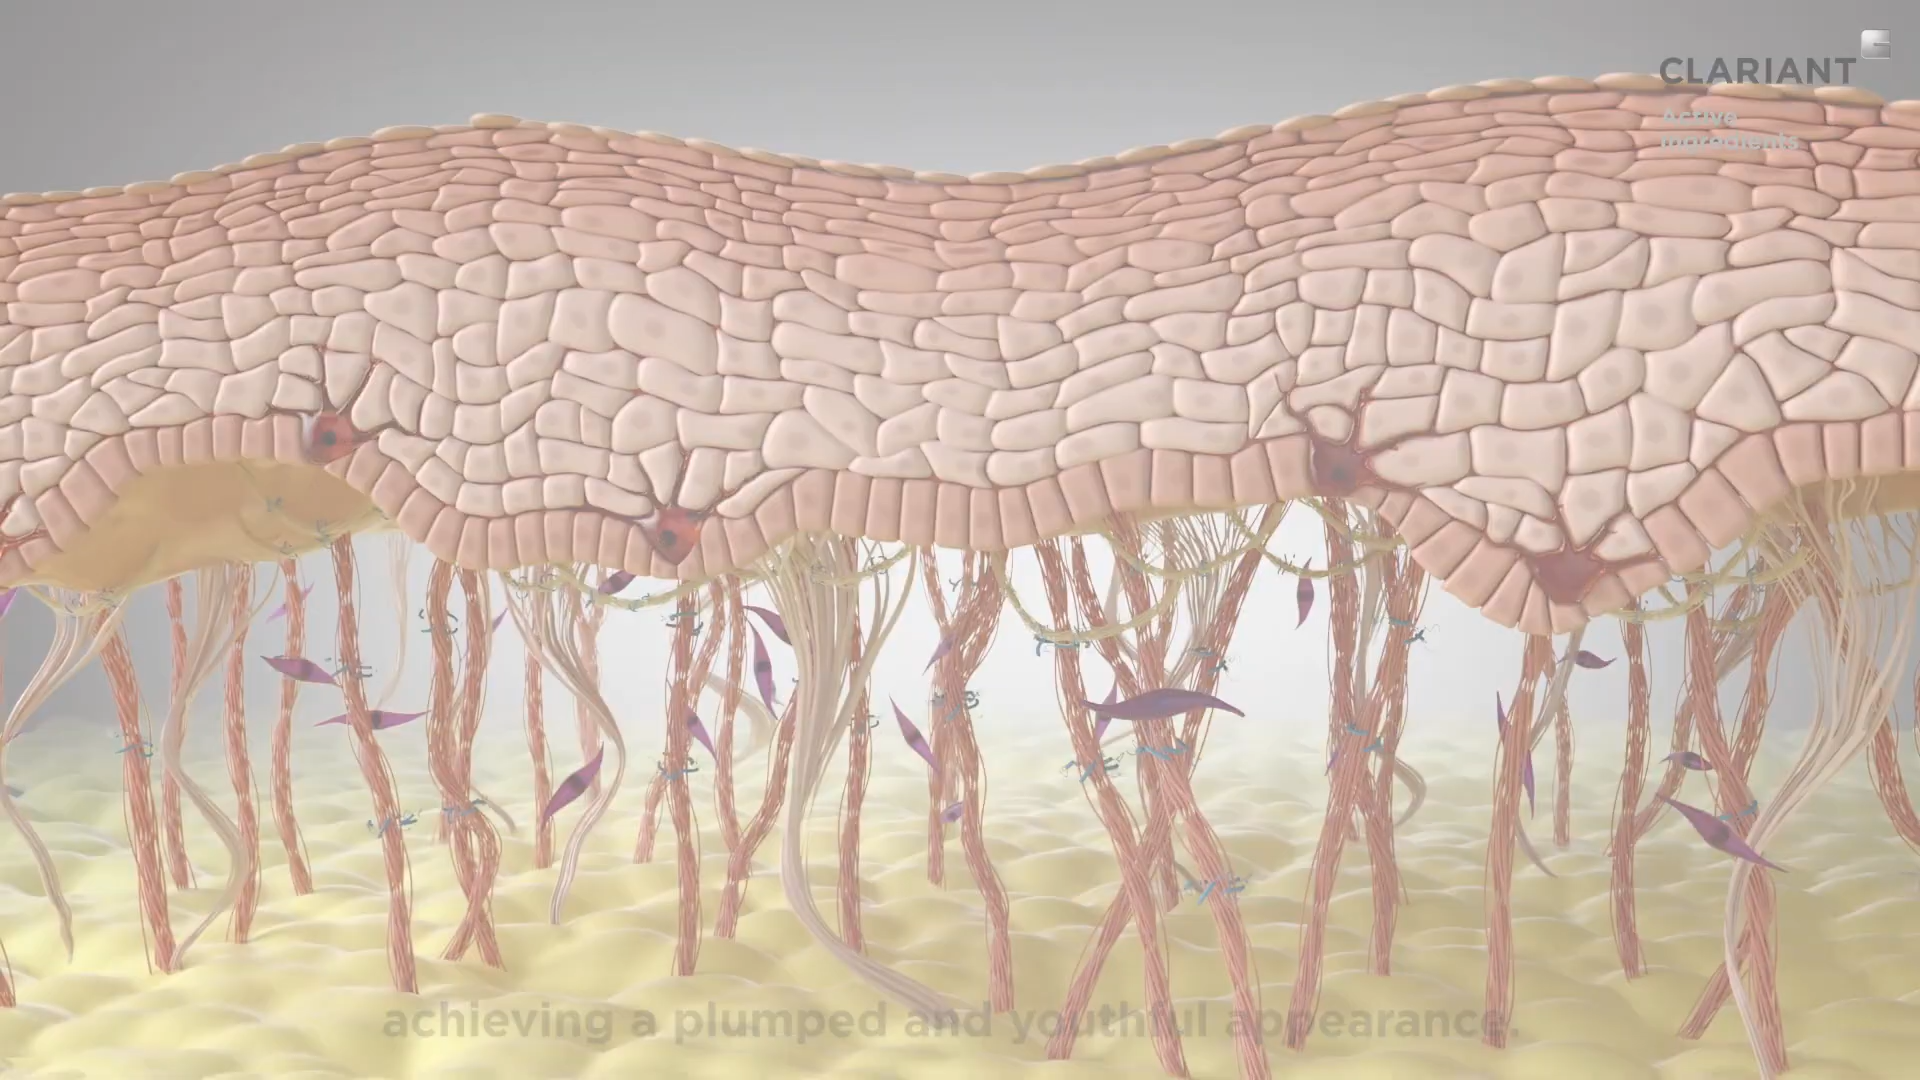 CLARIANT
Active
Ingredients
achieving a plumped and youthful appearance.